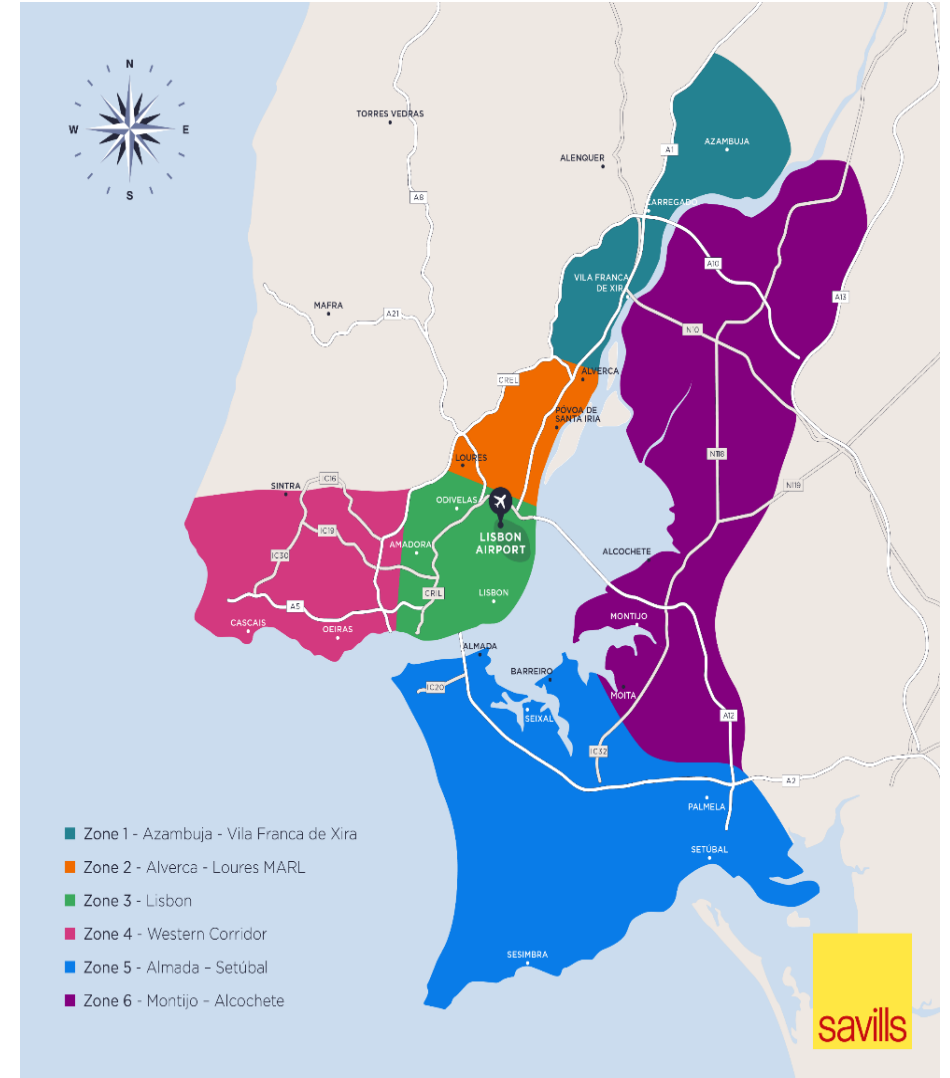 N
W
E
S
TORRES VEDRAS
ALENQUER
A1
AZAMBUJA
A8
CARREGADO
A10
VILA FRANCA
DE XIR
A13
MAFRA
A21
N10
CREL
ALVERCA
PÓVOA DE
SANTA IRIA
LOURES
N118
SINTRA
IC16
N119
ODIVELAS
LISBON
AIRPORT
IC19
AMADORA
ALCOCHETE
IC30
CRIL
LISBON
A5
CASCAIS
OEIRAS
MONTIJO
ALMADA
BARREIRO
IC20
MOITA
SEIXAL
A12
IC32
A2
PALMELA
SETÚBAL
SESIMBRA
Zone 1 - Azambuja - Vila Franca de Xira
Zone 2 - Alverca - Loures MARL
Zone 3 - Lisbon
Zone 4 - Western Corridor
Zone 5 - Almada – Setúbal
Zone 6 - Montijo – Alcochete
savills